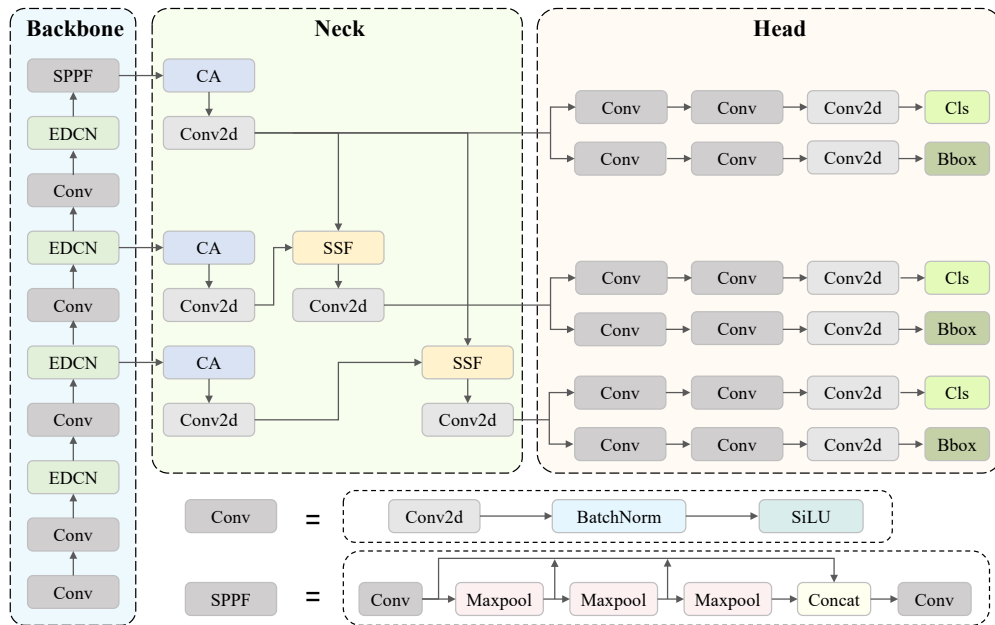 Backbone
Neck
Head
SPPF
CA
Conv Conv Conv2d Cls
EDCN
Conv2d
Conv Conv Conv2d Bbox
Conv
EDCN
CA
SSF
Conv Conv Conv2d Cls
Conv
Conv2d
Conv2d
Conv Conv Conv2d Bbox
EDCN
CA
SSF
Conv Conv Conv2d Cls
Conv
Conv2d
Conv2d
Conv Conv Conv2d Bbox
EDCN
Conv
Conv
Conv = Conv2d BatchNorm SiLU
SPPF = Conv Maxpool Maxpool Maxpool Concat Conv